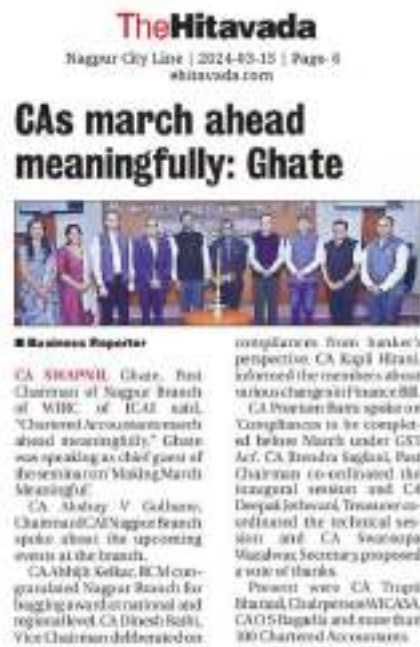 TheHitavada
Nagpur City Line | 2024-03-15 | Page- 6
ehitavada.com
CAs march ahead
meaningfully: Ghate
■ Business Reporter
CA SWAPNIL Ghate, Past
Chairman of Nagpur Branch
of WIRC of ICAI said,
"Chartered Accountants march
ahead meaningfully." Ghate
was speaking as chief guest of
the seminar on 'Making March
Meaningful'.
CA Akshay V Gulhane,
Chairman ICAI Nagpur Branch
spoke about the upcoming
events at the branch.
CA Abhijit Kelkar, RCM con-
gratulated Nagpur Branch for
bagging award at national and
regional level. CA Dinesh Rathi,
Vice Chairman deliberated on
compliances from banker's
perspective. CA Kapil Hirani,
informed the members about
various changes in Finance Bill.
CA Preetam Batra spoke on
'Compliances to be complet-
ed before March under GST
Act'. CA Jitendra Saglani, Past
Chairman co-ordinated the
inaugural session and CA
Deepak Jethwani, Treasurer co-
ordinated the technical ses-
sion and CA Swaroopa
Wazalwar, Secretary, proposed
a vote of thanks.
Present were CA Trupti
Bhattad, Chairperson WICASA,
CA O S Bagadia and more than
100 Chartered Accountants.